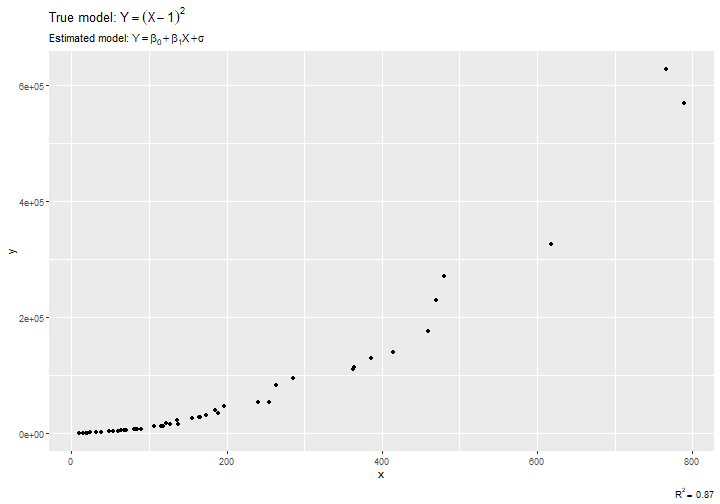 True model: Y = (X − 1)²
Estimated model: Y = β₀ + β₁X + σ
6e+05
4e+05
2e+05
0e+00
y
0 200 400 600 800
x
R² = 0.87